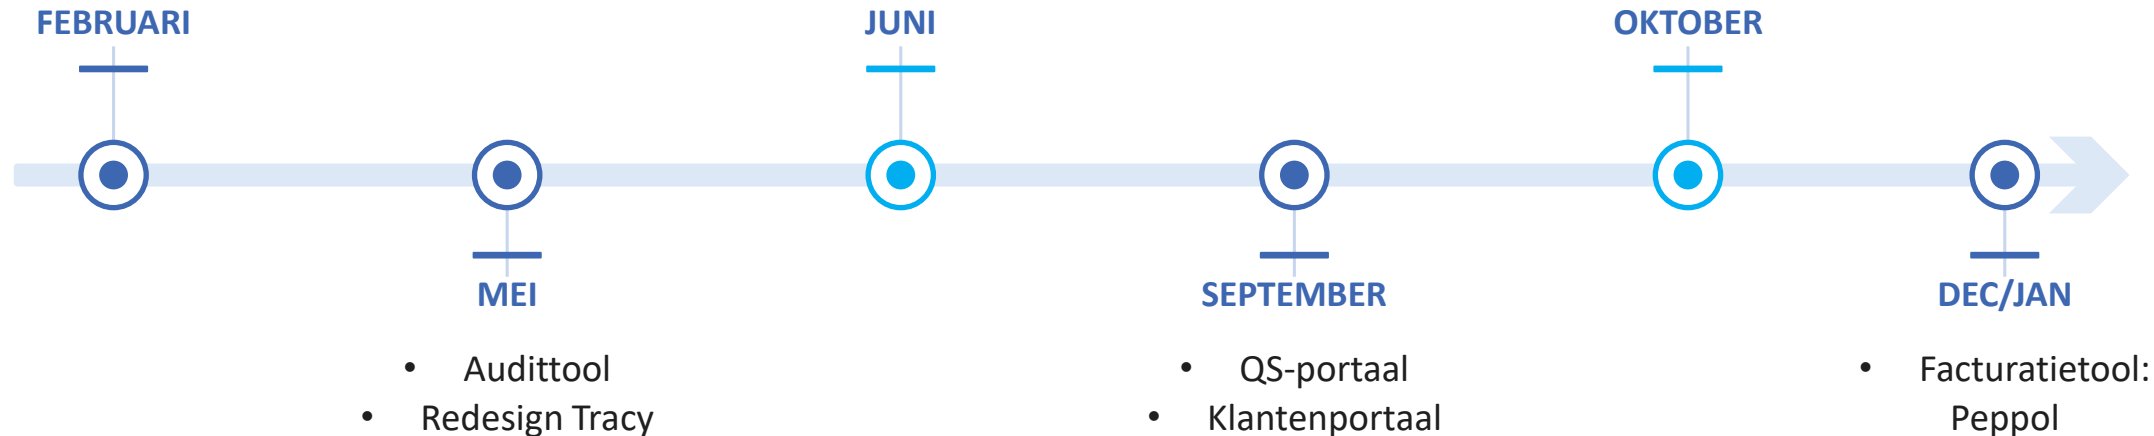 FEBRUARI
JUNI
OKTOBER
MEI
SEPTEMBER
DEC/JAN
• Audittool
• Redesign Tracy
• QS-portaal
• Klantenportaal
• Facturatietool:
Peppol